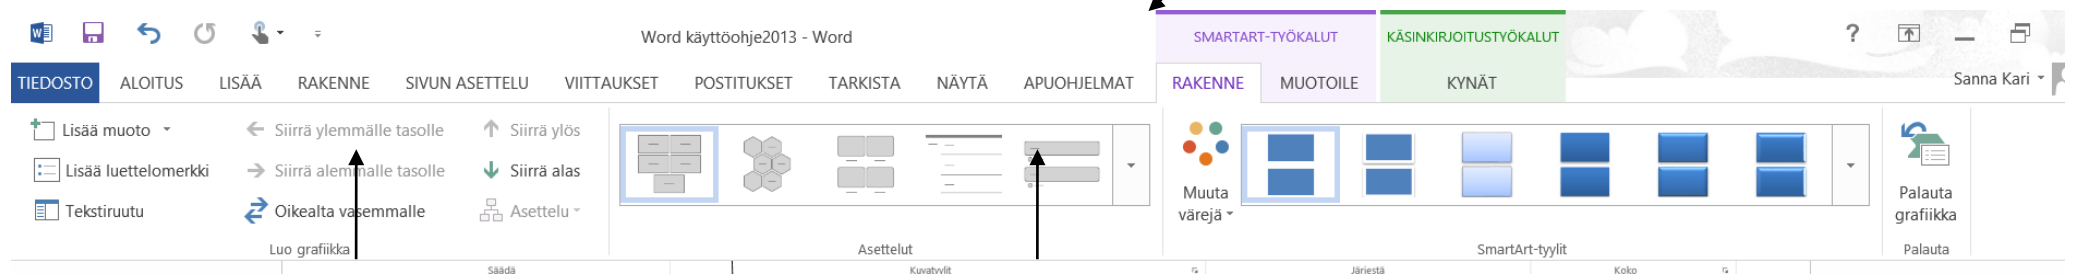 Word käyttöohje2013 - Word
SMARTART-TYÖKALUT
KÄSINKIRJOITUSTYÖKALUT
?
TIEDOSTO ALOITUS LISÄÄ RAKENNE SIVUN ASETTELU VIITTAUKSET POSTITUKSET TARKISTA NÄYTÄ APUOHJELMAT RAKENNE MUOTOILE KYNÄT Sanna Kari
Lisää muoto Siirrä ylemmälle tasolle Siirrä ylös
Lisää luettelomerkki Siirrä alemmalle tasolle Siirrä alas
Tekstiruutu Oikealta vasemmalle Asettelu
Muuta
värejä
Palauta
grafiikka
Luo grafiikka Asettelut SmartArt-tyylit Palauta
Säädä Kuvatyylit Järjestä Koko